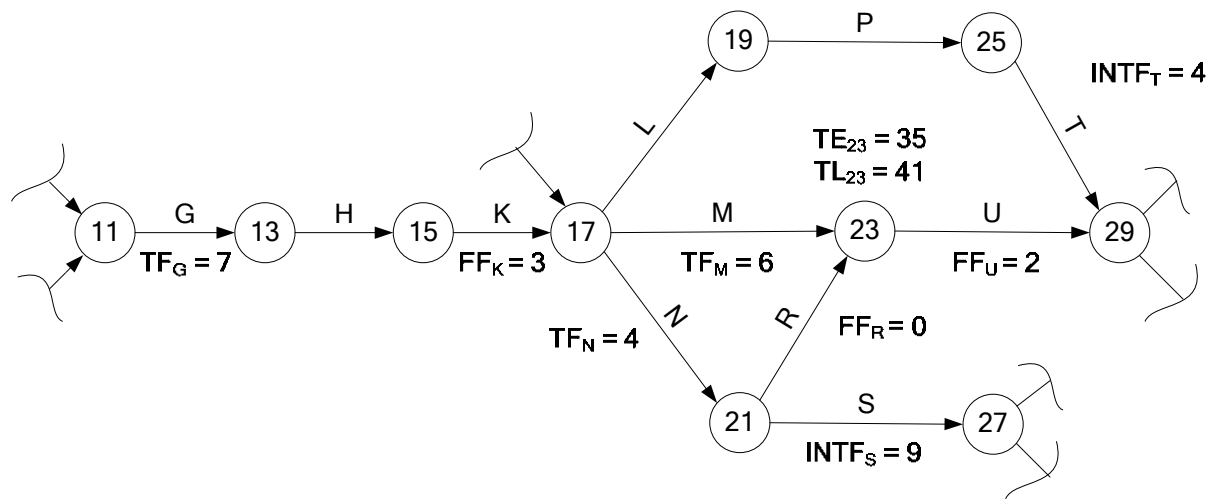 19
P
25
INTF_T = 4
L
T
TE_23 = 35
TL_23 = 41
11
G
13
H
15
K
17
M
23
U
29
TF_G = 7
FF_K = 3
TF_M = 6
FF_U = 2
N
R
TF_N = 4
FF_R = 0
21
S
27
INTF_S = 9